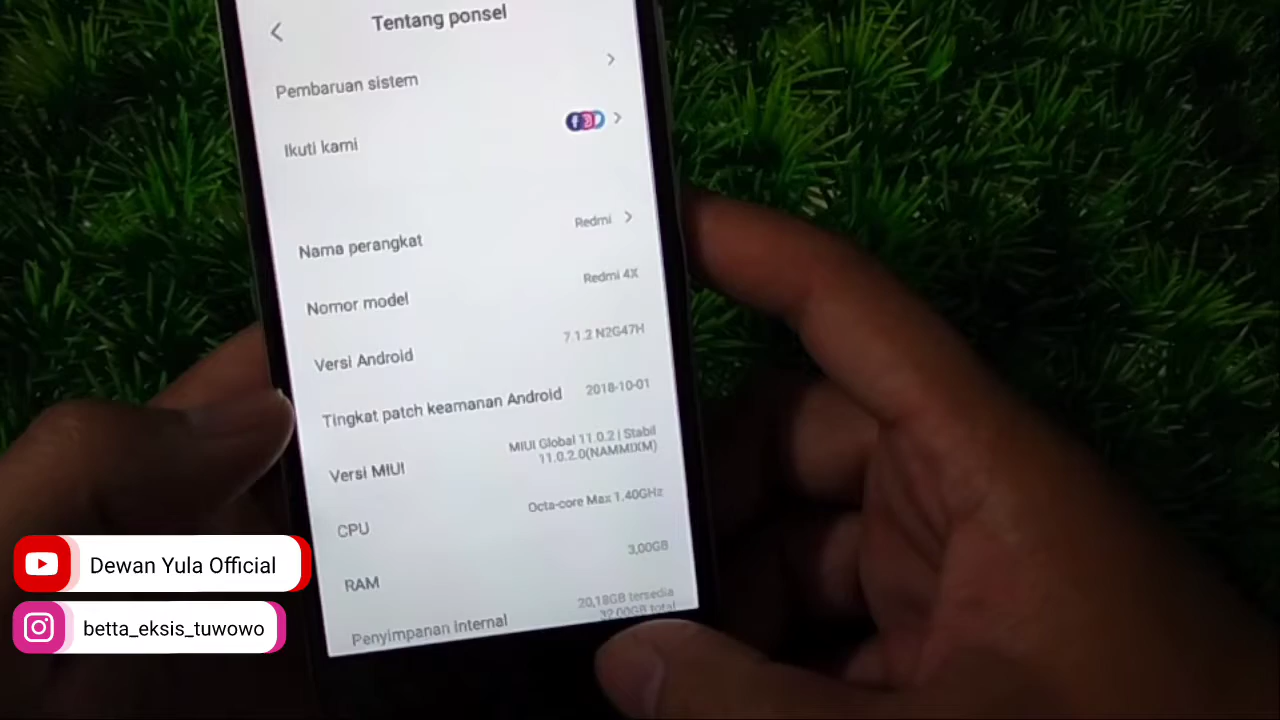 Tentang ponsel
Pembaruan sistem
Ikuti kami
Nama perangkat
Redmi
Nomor model
Redmi 4X
Versi Android
7.1.2 N2G47H
Tingkat patch keamanan Android
2018-10-01
Versi MIUI
MIUI Global 11.0.2 | Stabil
11.0.2.0(NAMMIXM)
CPU
Octa-core Max 1,40GHz
RAM
3,00GB
Penyimpanan internal
20,18GB tersedia
32,00GB total
Dewan Yula Official
betta_eksis_tuwowo